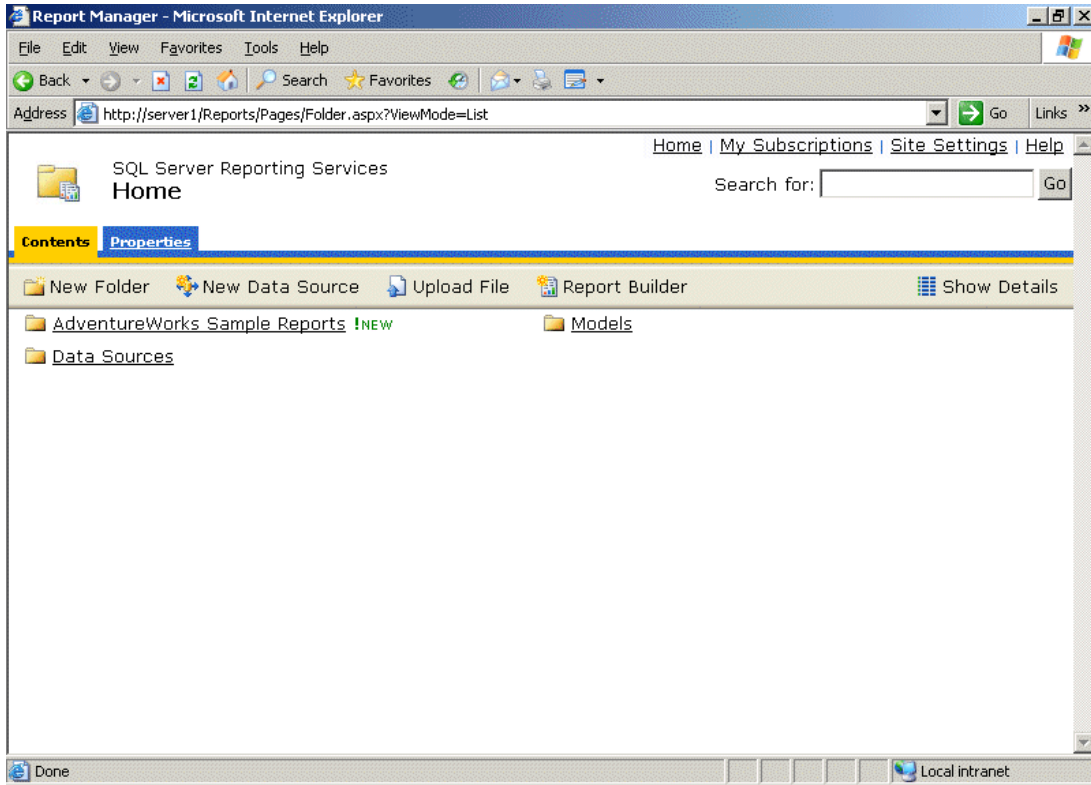 Report Manager - Microsoft Internet Explorer
File Edit View Favorites Tools Help
Back Search Favorites
Address http://server1/Reports/Pages/Folder.aspx?ViewMode=List Go Links »
Home | My Subscriptions | Site Settings | Help
SQL Server Reporting Services
Home
Search for: Go
Contents Properties
New Folder New Data Source Upload File Report Builder Show Details
AdventureWorks Sample Reports !NEW Models
Data Sources
Done Local intranet